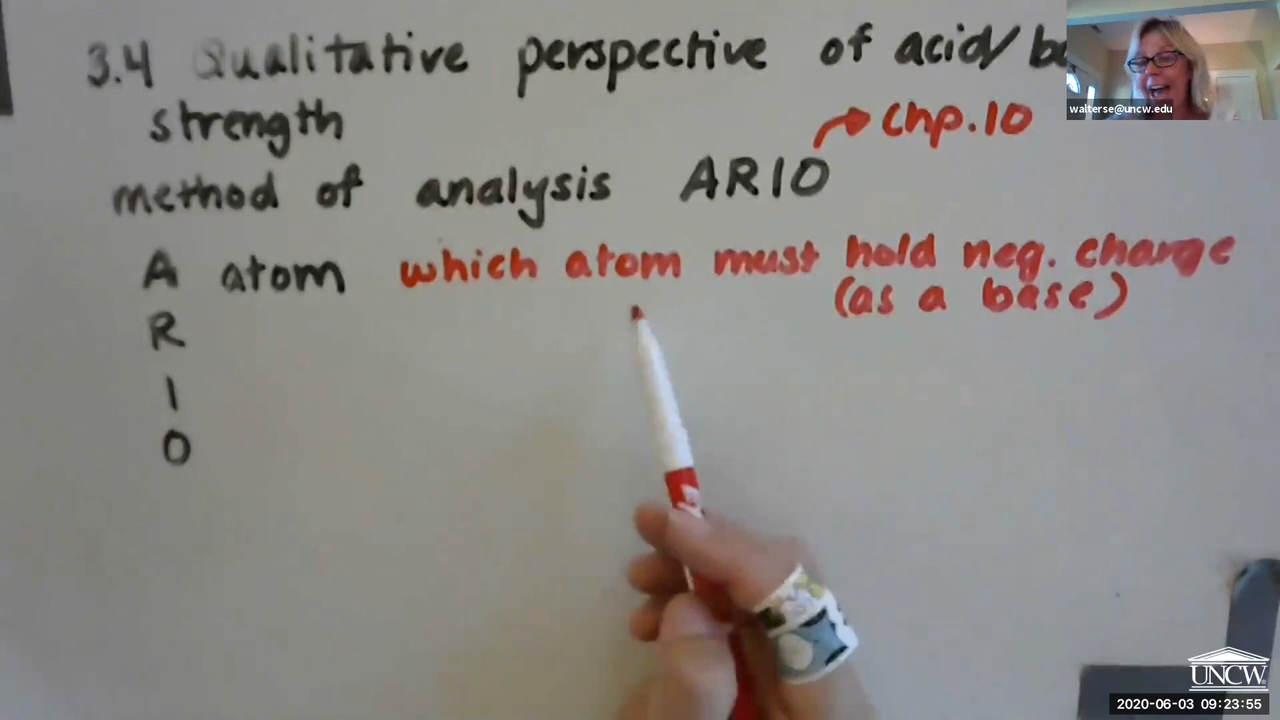 3.4 Qualitative perspective of acid/
strength
Chp.10
method of analysis ARIO
A atom which atom must hold neg. charge
(as a base)
R
I
O
walterse@uncw.edu
UNCW
2020-06-03 09:23:55